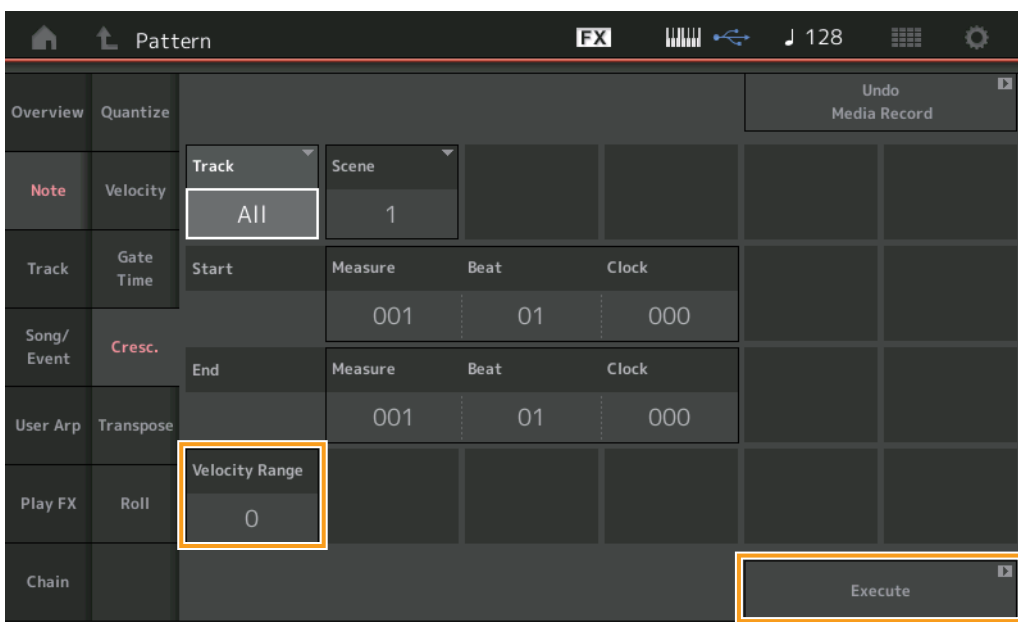 Pattern
FX
♩ 128
Overview
Quantize
Undo
Media Record
Note
Velocity
Track
All
Scene
1
Track
Gate
Time
Start
Measure
Beat
Clock
001
01
000
Song/
Event
Cresc.
End
Measure
Beat
Clock
001
01
000
User Arp
Transpose
Velocity Range
0
Play FX
Roll
Chain
Execute